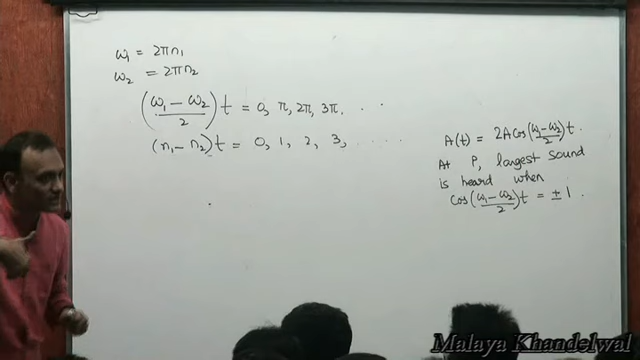 ω₁ = 2πn₁
ω₂ = 2πn₂
((ω₁ − ω₂)/2) t = 0, π, 2π, 3π, . . .
(n₁ − n₂) t = 0, 1, 2, 3, . . . .
A(t) = 2A cos((ω₁ − ω₂)/2) t .
At P, largest sound
is heard when
cos((ω₁ − ω₂)/2) t = ± 1 .
Malaya Khandelwal